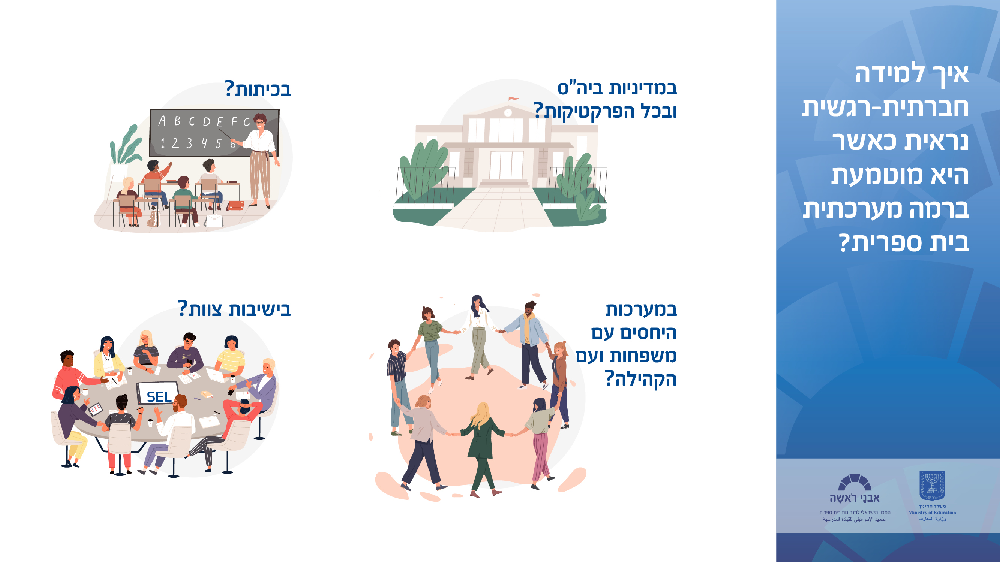 איך למידה
חברתית-רגשית
נראית כאשר
היא מוטמעת
ברמה מערכתית
בית ספרית?
במדיניות ביה"ס
ובכל הפרקטיקות?
בכיתות?
A B C D E F G
1 2 3 4 5 6
במערכות
היחסים עם
משפחות ועם
הקהילה?
בישיבות צוות?
SEL
משרד החינוך
Ministry of Education
وزارة المعارف
אבני ראשה
המכון הישראלי למנהיגות בית ספרית
المعهد الاسرائيلي للقيادة المدرسية